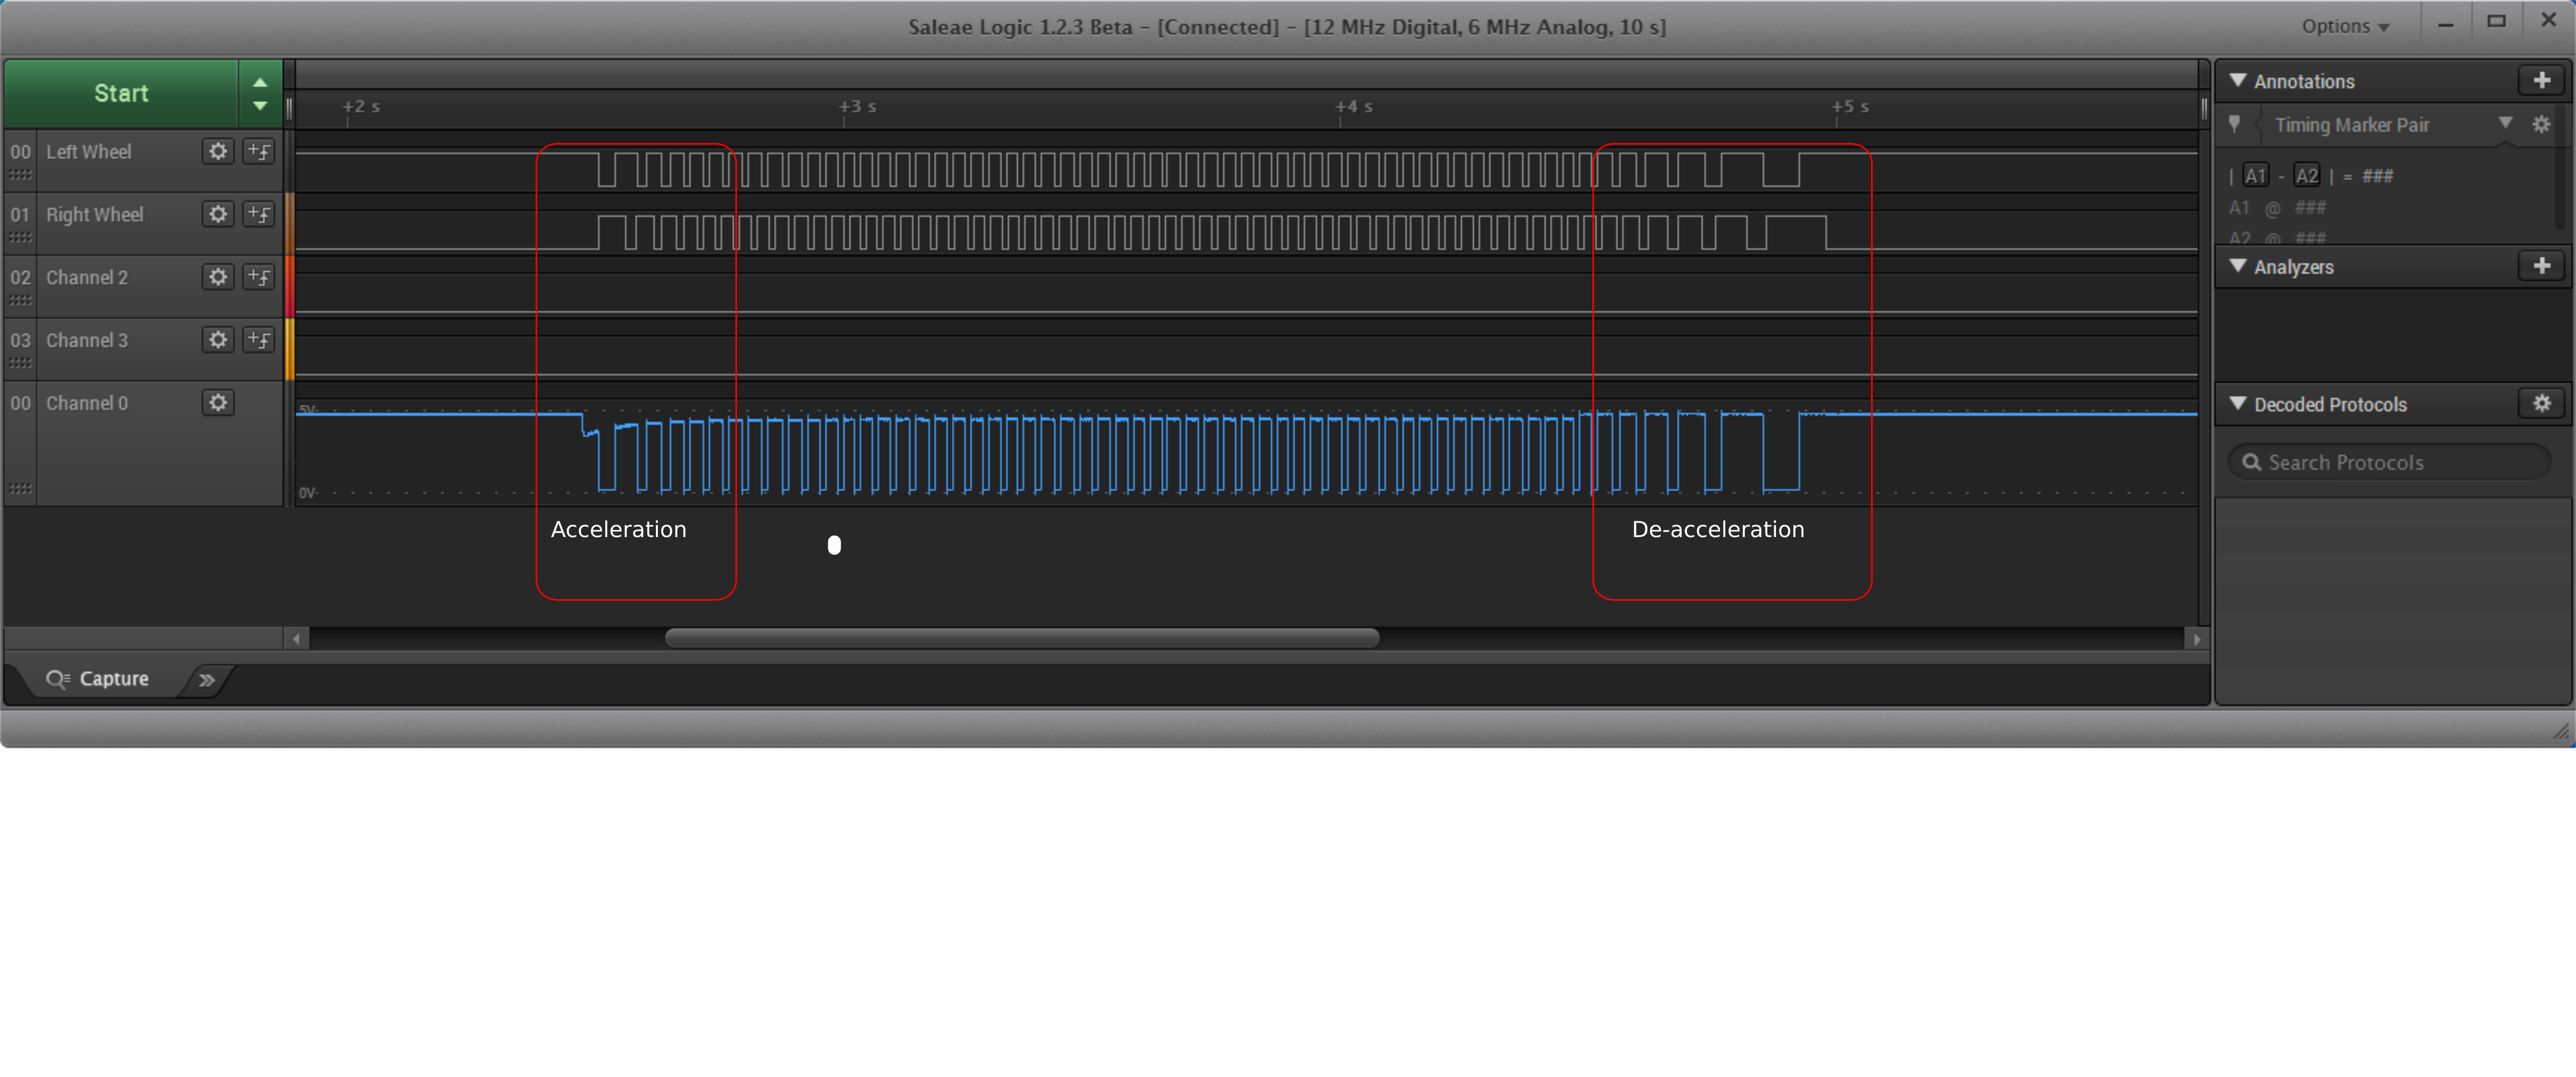 Saleae Logic 1.2.3 Beta - [Connected] - [12 MHz Digital, 6 MHz Analog, 10 s]
Options
Start
+2 s
+3 s
+4 s
+5 s
00 Left Wheel
01 Right Wheel
02 Channel 2
03 Channel 3
00 Channel 0
5V
0V
Acceleration
De-acceleration
Capture
Annotations
Timing Marker Pair
| A1 - A2 | = ###
A1 @ ###
A2 @ ###
Analyzers
Decoded Protocols
Search Protocols